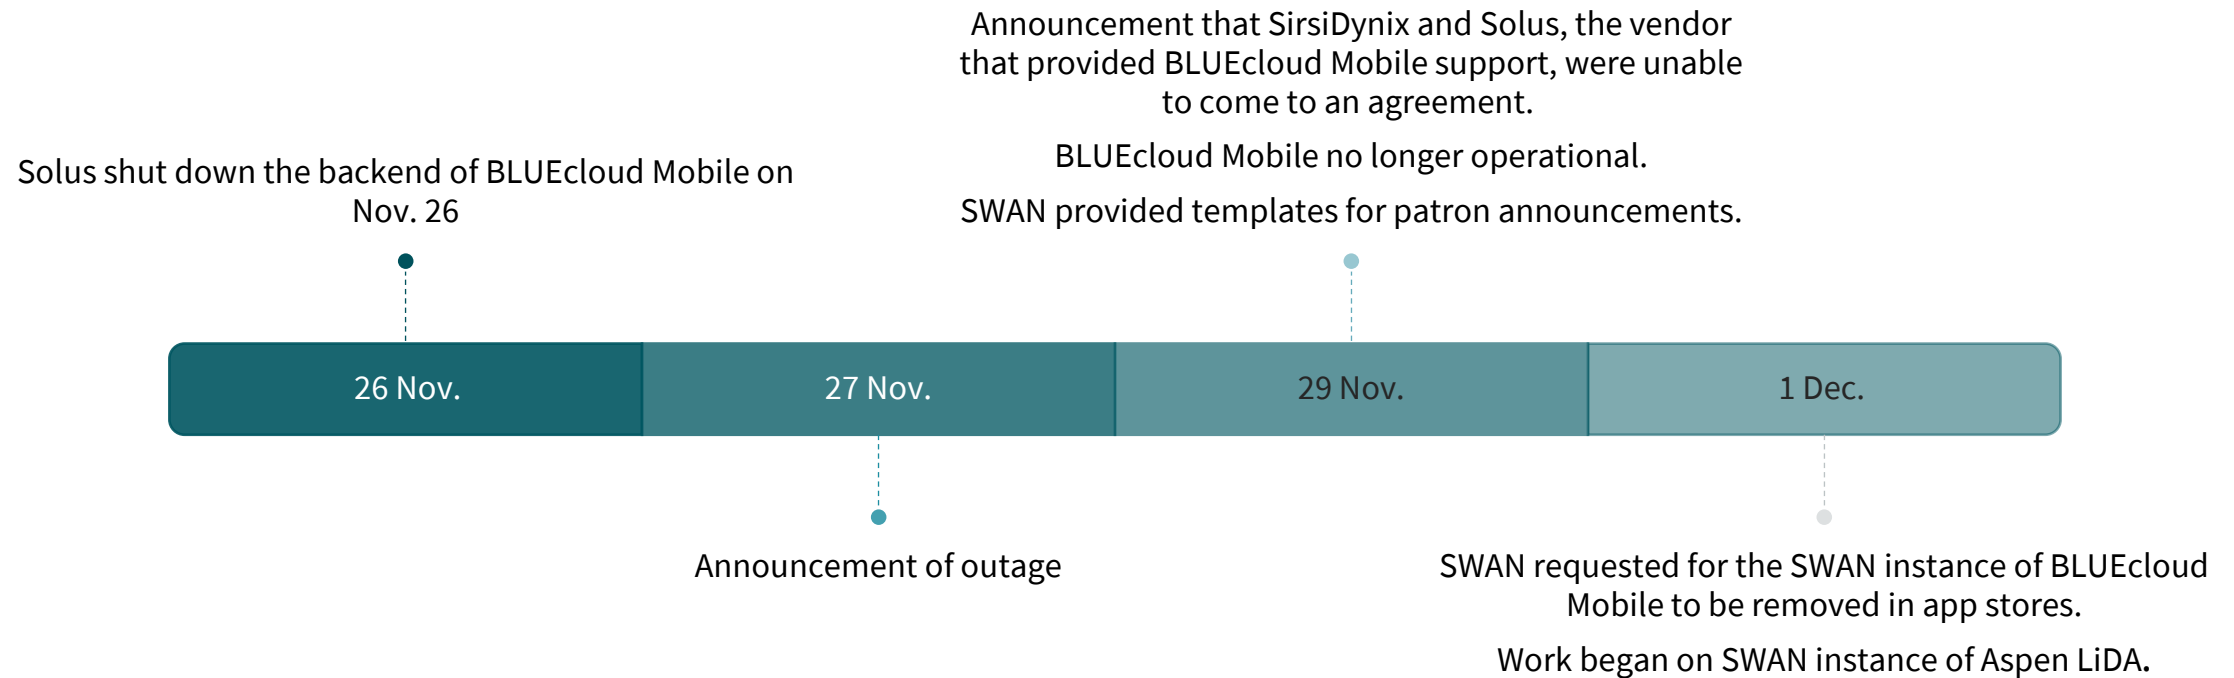 Announcement that SirsiDynix and Solus, the vendor
that provided BLUEcloud Mobile support, were unable
to come to an agreement.
BLUEcloud Mobile no longer operational.
SWAN provided templates for patron announcements.
Solus shut down the backend of BLUEcloud Mobile on
Nov. 26
26 Nov.
27 Nov.
29 Nov.
1 Dec.
Announcement of outage
SWAN requested for the SWAN instance of BLUEcloud
Mobile to be removed in app stores.
Work began on SWAN instance of Aspen LiDA.